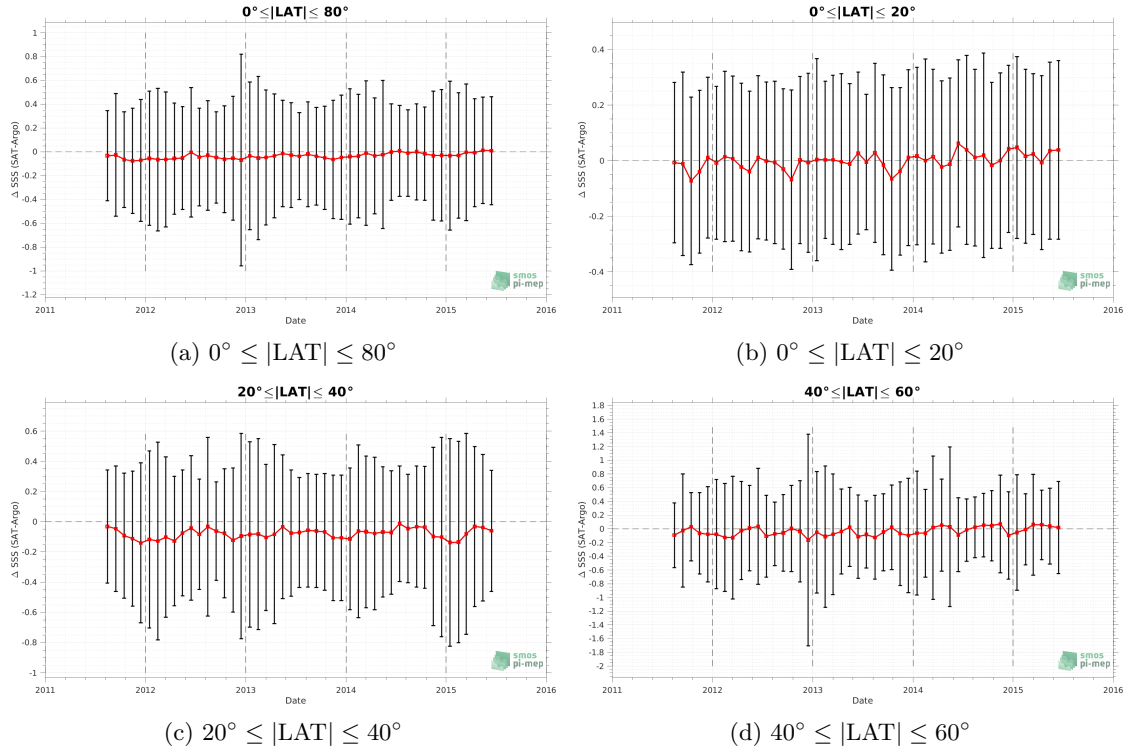 0°≤|LAT|≤ 80°
1
0.8
0.6
0.4
0.2
0
-0.2
-0.4
-0.6
-0.8
-1
-1.2
Δ SSS (SAT-Argo)
2011 2012 2013 2014 2015 2016
Date
smos
pi-mep
(a) 0° ≤ |LAT| ≤ 80°
0°≤|LAT|≤ 20°
0.4
0.2
0
-0.2
-0.4
Δ SSS (SAT-Argo)
2011 2012 2013 2014 2015 2016
Date
smos
pi-mep
(b) 0° ≤ |LAT| ≤ 20°
20°≤|LAT|≤ 40°
0.6
0.4
0.2
0
-0.2
-0.4
-0.6
-0.8
-1
Δ SSS (SAT-Argo)
2011 2012 2013 2014 2015 2016
Date
smos
pi-mep
(c) 20° ≤ |LAT| ≤ 40°
40°≤|LAT|≤ 60°
1.8
1.6
1.4
1.2
1
0.8
0.6
0.4
0.2
0
-0.2
-0.4
-0.6
-0.8
-1
-1.2
-1.4
-1.6
-1.8
-2
Δ SSS (SAT-Argo)
2011 2012 2013 2014 2015 2016
Date
smos
pi-mep
(d) 40° ≤ |LAT| ≤ 60°